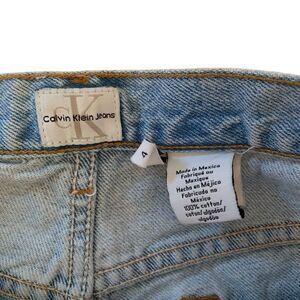 CK
Calvin Klein Jeans
4
Made in Mexico
Fabriqué au
Mexique
Hecho en Méjico
Fabricado no
México
100% cotton/
coton/algodón/
algodão